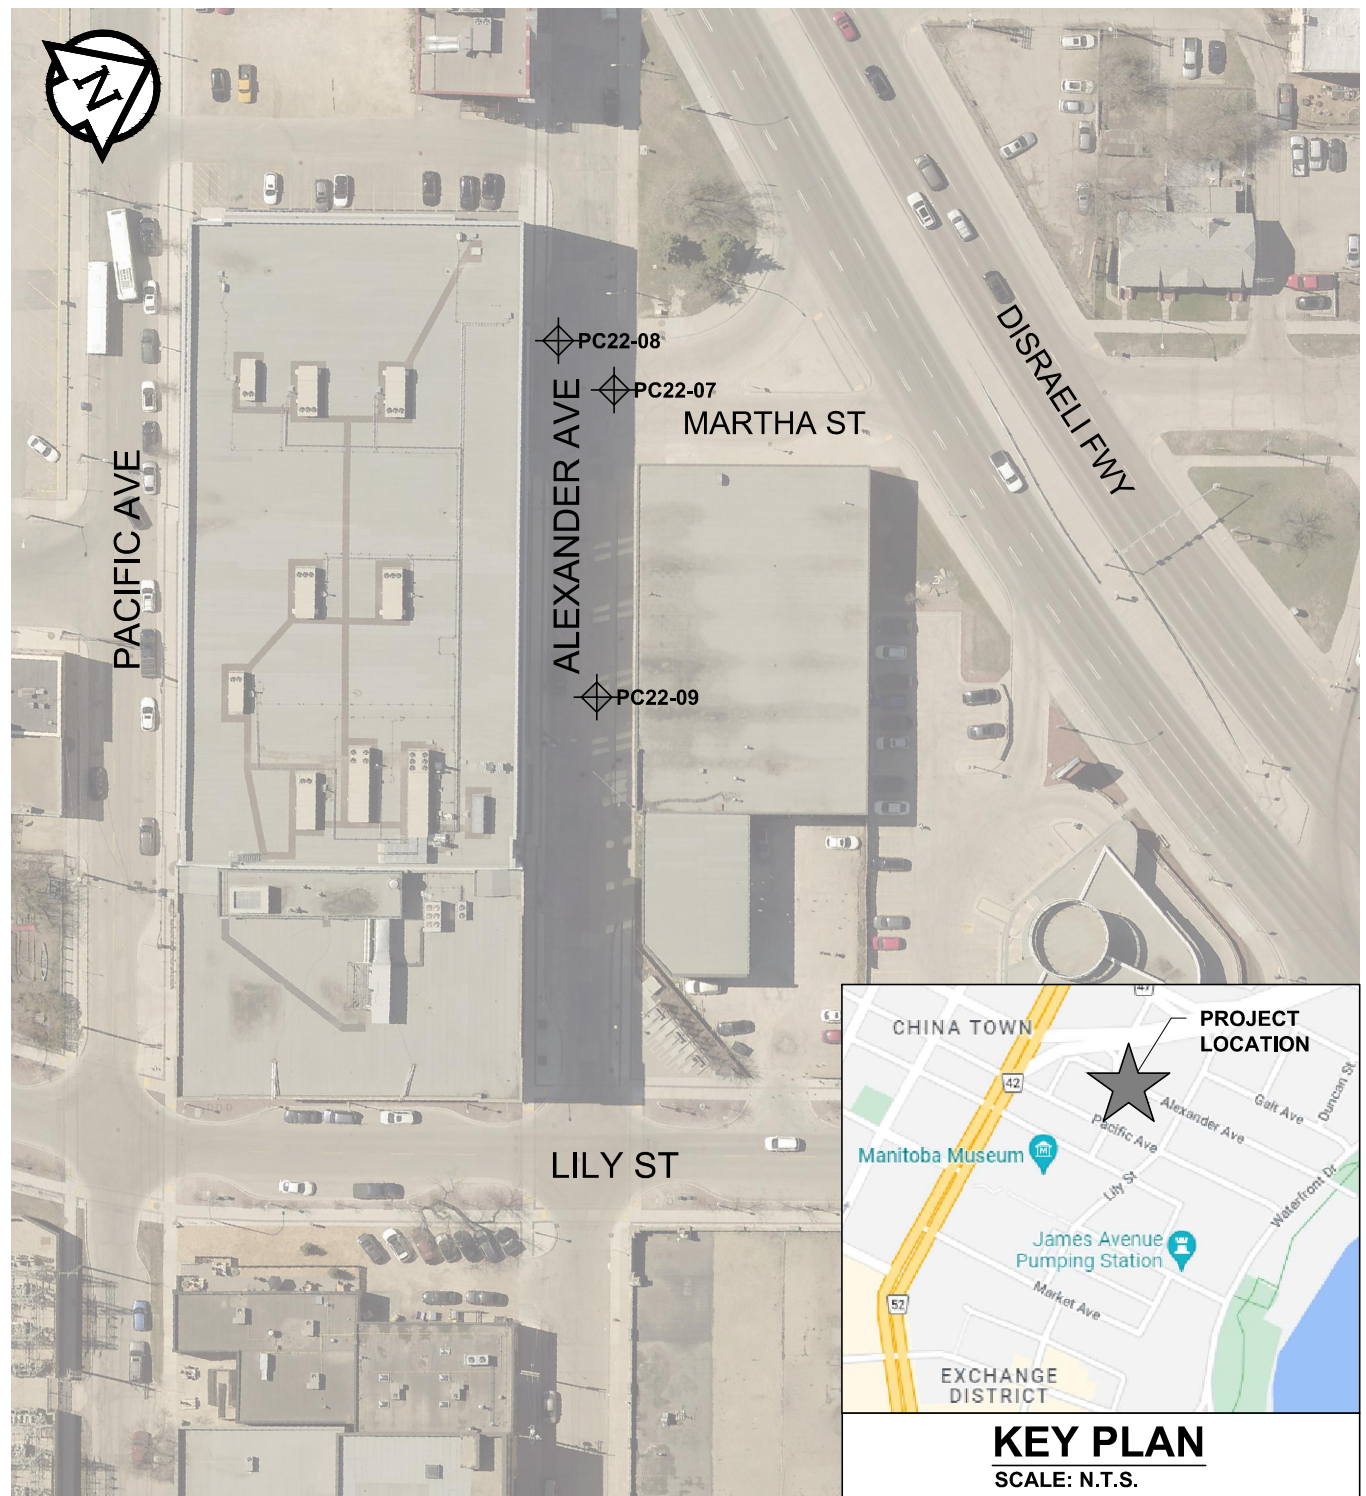 N
PC22-08
PC22-07
MARTHA ST
DISRAELI FWY
ALEXANDER AVE
PACIFIC AVE
PC22-09
LILY ST
CHINA TOWN
47
PROJECT
LOCATION
42
Duncan St
Galt Ave
Alexander Ave
Pacific Ave
Manitoba Museum
Lily St
Waterfront Dr
James Avenue
Pumping Station
Market Ave
52
EXCHANGE
DISTRICT
KEY PLAN
SCALE: N.T.S.